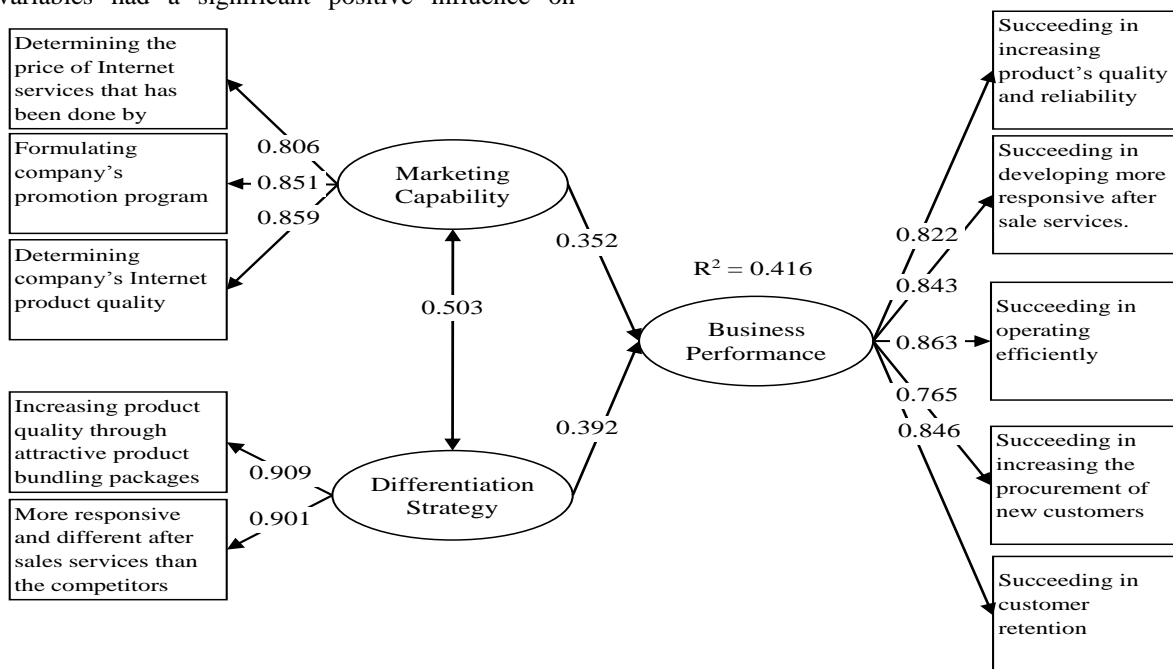 variables had a significant positive influence on
Determining the
price of Internet
services that has
been done by
Formulating
company's
promotion program
Determining
company's Internet
product quality
Increasing product
quality through
attractive product
bundling packages
More responsive
and different after
sales services than
the competitors
0.806
0.851
0.859
0.909
0.901
Marketing
Capability
0.503
Differentiation
Strategy
0.352
0.392
R² = 0.416
Business
Performance
0.822
0.843
0.863
0.765
0.846
Succeeding in
increasing
product's quality
and reliability
Succeeding in
developing more
responsive after
sale services.
Succeeding in
operating
efficiently
Succeeding in
increasing the
procurement of
new customers
Succeeding in
customer
retention